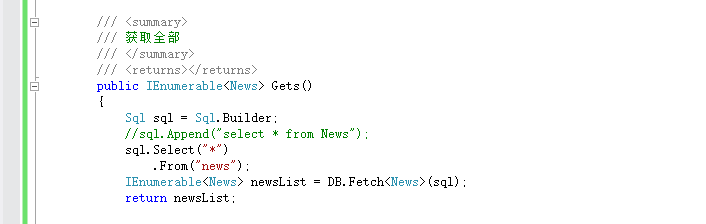 /// <summary>
/// 获取全部
/// </summary>
/// <returns></returns>
public IEnumerable<News> Gets()
{
Sql sql = Sql.Builder;
//sql.Append("select * from News");
sql.Select("*")
.From("news");
IEnumerable<News> newsList = DB.Fetch<News>(sql);
return newsList;